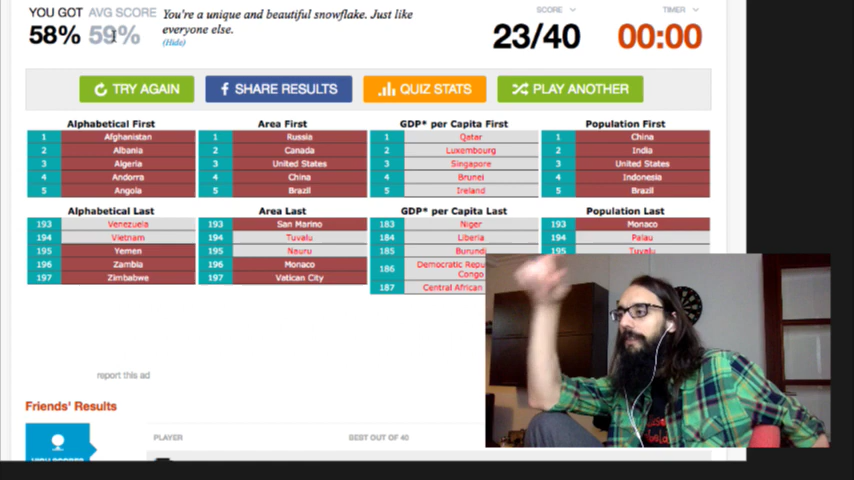 YOU GOT AVG SCORE
58% 59%
You're a unique and beautiful snowflake. Just like
everyone else.
(Hide)
SCORE
23/40
TIMER
00:00
TRY AGAIN
f SHARE RESULTS
QUIZ STATS
PLAY ANOTHER
Alphabetical First
1 Afghanistan
2 Albania
3 Algeria
4 Andorra
5 Angola
Area First
1 Russia
2 Canada
3 United States
4 China
5 Brazil
GDP* per Capita First
1 Qatar
2 Luxembourg
3 Singapore
4 Brunei
5 Ireland
Population First
1 China
2 India
3 United States
4 Indonesia
5 Brazil
Alphabetical Last
193 Venezuela
194 Vietnam
195 Yemen
196 Zambia
197 Zimbabwe
Area Last
193 San Marino
194 Tuvalu
195 Nauru
196 Monaco
197 Vatican City
GDP* per Capita Last
183 Niger
184 Liberia
185 Burundi
186 Democratic Repu
Congo
187 Central African
Population Last
193 Monaco
194 Palau
195 Tuvalu
report this ad
Friends' Results
PLAYER
BEST OUT OF 40